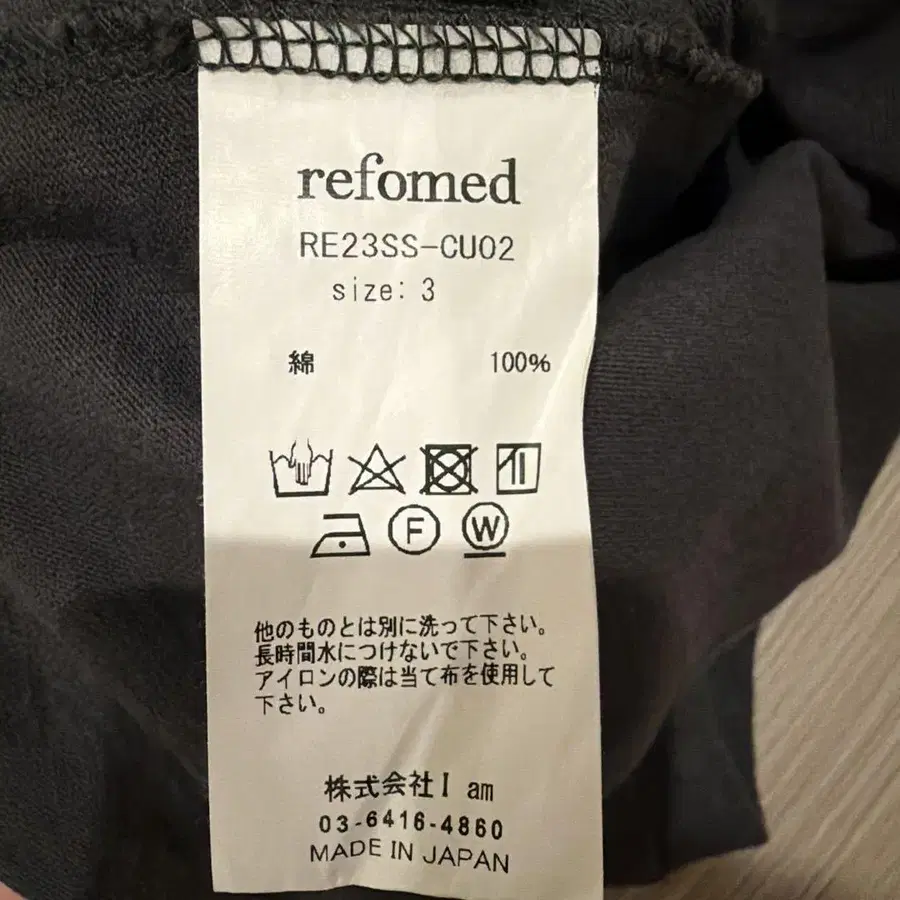 refomed
RE23SS-CU02
size: 3
綿 100%
F W
他のものとは別に洗って下さい。
長時間水につけないで下さい。
アイロンの際は当て布を使用して
下さい。
株式会社I am
03-6416-4860
MADE IN JAPAN